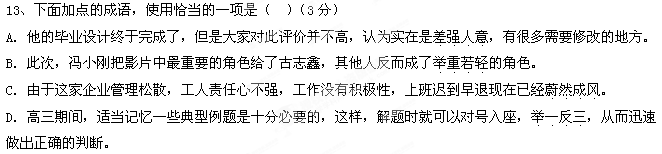 13、下面加点的成语，使用恰当的一项是（　）（3 分）
A. 他的毕业设计终于完成了，但是大家对此评价并不高，认为实在是差强人意，有很多需要修改的地方。
B. 此次，冯小刚把影片中最重要的角色给了古志鑫，其他人反而成了举重若轻的角色。
C. 由于这家企业管理松散，工人责任心不强，工作没有积极性，上班迟到早退现在已经蔚然成风。
D. 高三期间，适当记忆一些典型例题是十分必要的，这样，解题时就可以对号入座，举一反三，从而迅速
做出正确的判断。